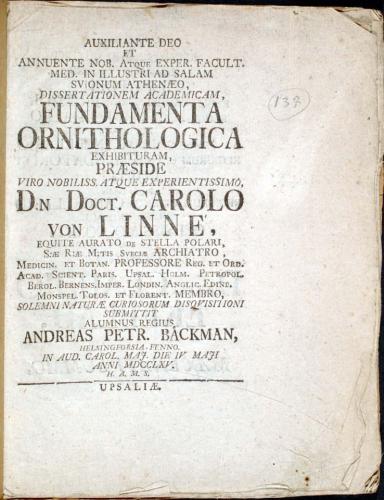 AUXILIANTE DEO
ET
ANNUENTE NOB. ATQUE EXPER. FACULT.
MED. IN ILLUSTRI AD SALAM
SVIONUM ATHENÆO,
DISSERTATIONEM ACADEMICAM,
FUNDAMENTA
ORNITHOLOGICA
EXHIBITURAM,
PRÆSIDE
VIRO NOBILISS. ATQUE EXPERIENTISSIMO,
D:N DOCT. CAROLO
VON LINNÉ,
EQUITE AURATO DE STELLA POLARI,
S:Æ R:Æ M:TIS SVECIÆ ARCHIATRO,
MEDICIN. ET BOTAN. PROFESSORE REG. ET ORD.
ACAD. SCIENT. PARIS. UPSAL. HOLM. PETROPOL.
BEROL. BERNENS. IMPER. LONDIN. ANGLIC. EDINB.
MONSPEL. TOLOS. ET FLORENT. MEMBRO,
SOLEMNI NATURÆ CURIOSORUM DISQVISITIONI
SUBMITTIT
ALUMNUS REGIUS
ANDREAS PETR. BÄCKMAN,
HELSINGFORSIA-FENNO.
IN AUD. CAROL. MAJ. DIE IV MAJI
ANNI MDCCLXV.
H. A. M. S.
UPSALIÆ.
138